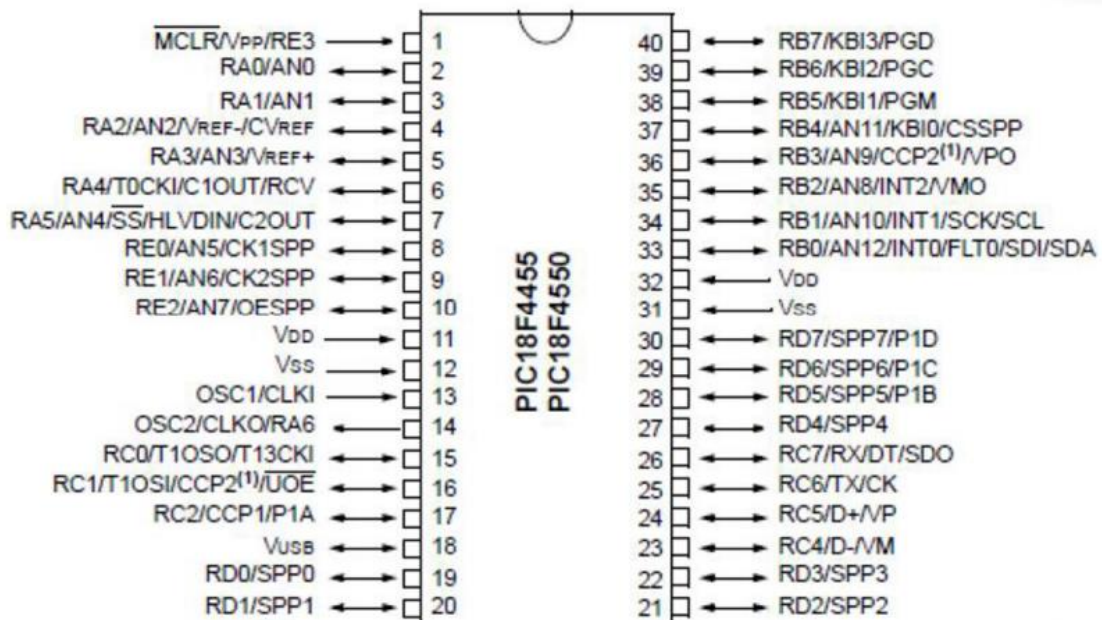 MCLR/VPP/RE3 1
RA0/AN0 2
RA1/AN1 3
RA2/AN2/VREF-/CVREF 4
RA3/AN3/VREF+ 5
RA4/T0CKI/C1OUT/RCV 6
RA5/AN4/SS/HLVDIN/C2OUT 7
RE0/AN5/CK1SPP 8
RE1/AN6/CK2SPP 9
RE2/AN7/OESPP 10
VDD 11
VSS 12
OSC1/CLKI 13
OSC2/CLKO/RA6 14
RC0/T1OSO/T13CKI 15
RC1/T1OSI/CCP2(1)/UOE 16
RC2/CCP1/P1A 17
VUSB 18
RD0/SPP0 19
RD1/SPP1 20
PIC18F4455
PIC18F4550
40 RB7/KBI3/PGD
39 RB6/KBI2/PGC
38 RB5/KBI1/PGM
37 RB4/AN11/KBI0/CSSPP
36 RB3/AN9/CCP2(1)/VPO
35 RB2/AN8/INT2/VMO
34 RB1/AN10/INT1/SCK/SCL
33 RB0/AN12/INT0/FLT0/SDI/SDA
32 VDD
31 VSS
30 RD7/SPP7/P1D
29 RD6/SPP6/P1C
28 RD5/SPP5/P1B
27 RD4/SPP4
26 RC7/RX/DT/SDO
25 RC6/TX/CK
24 RC5/D+/VP
23 RC4/D-/VM
22 RD3/SPP3
21 RD2/SPP2